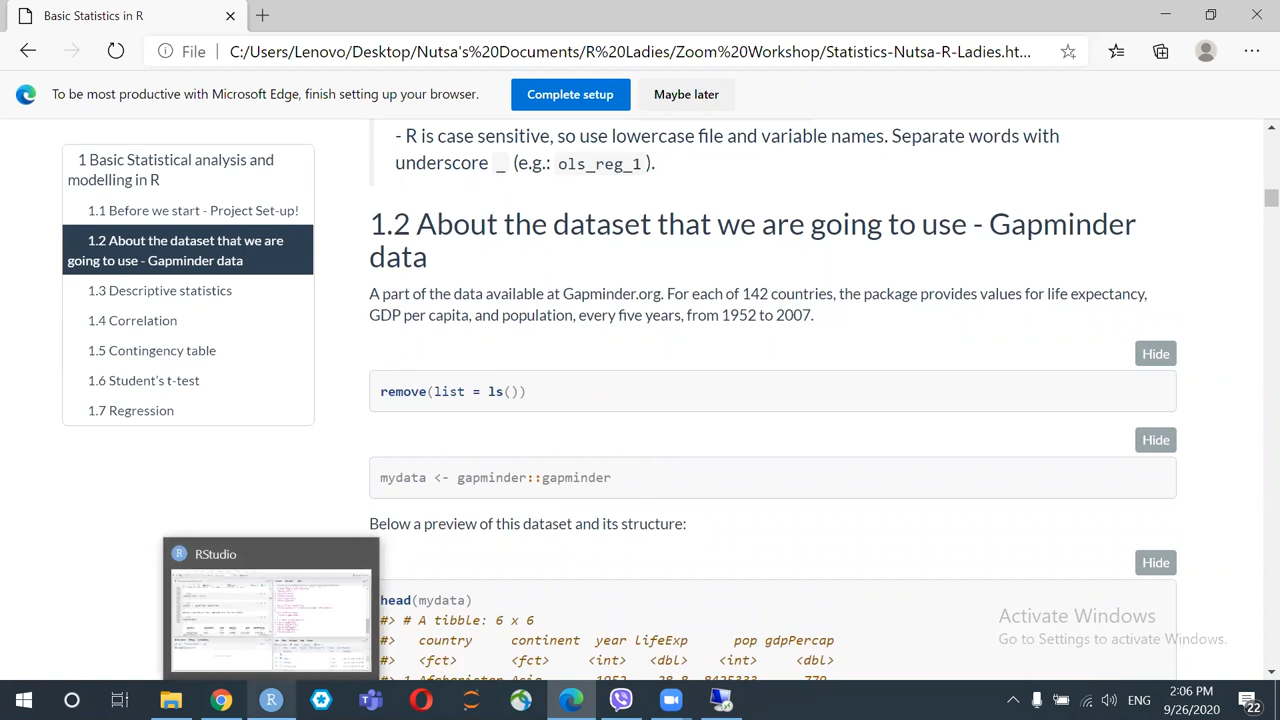 Basic Statistics in R
File
C:/Users/Lenovo/Desktop/Nutsa's%20Documents/R%20Ladies/Zoom%20Workshop/Statistics-Nutsa-R-Ladies.ht...
To be most productive with Microsoft Edge, finish setting up your browser.
Complete setup
Maybe later
1 Basic Statistical analysis and
modelling in R
1.1 Before we start - Project Set-up!
1.2 About the dataset that we are
going to use - Gapminder data
1.3 Descriptive statistics
1.4 Correlation
1.5 Contingency table
1.6 Student's t-test
1.7 Regression
- R is case sensitive, so use lowercase file and variable names. Separate words with
underscore _ (e.g.: ols_reg_1 ).
1.2 About the dataset that we are going to use - Gapminder
data
A part of the data available at Gapminder.org. For each of 142 countries, the package provides values for life expectancy,
GDP per capita, and population, every five years, from 1952 to 2007.
Hide
remove(list = ls())
Hide
mydata <- gapminder::gapminder
Below a preview of this dataset and its structure:
Hide
head(mydata)
#> # A tibble: 6 x 6
#> country continent year lifeExp pop gdpPercap
#> <fct> <fct> <int> <dbl> <int> <dbl>
#> 1 Afghanistan Asia 1952 28.8 8425333 779.
RStudio
Activate Windows
Go to Settings to activate Windows.
ENG
2:06 PM
9/26/2020
22